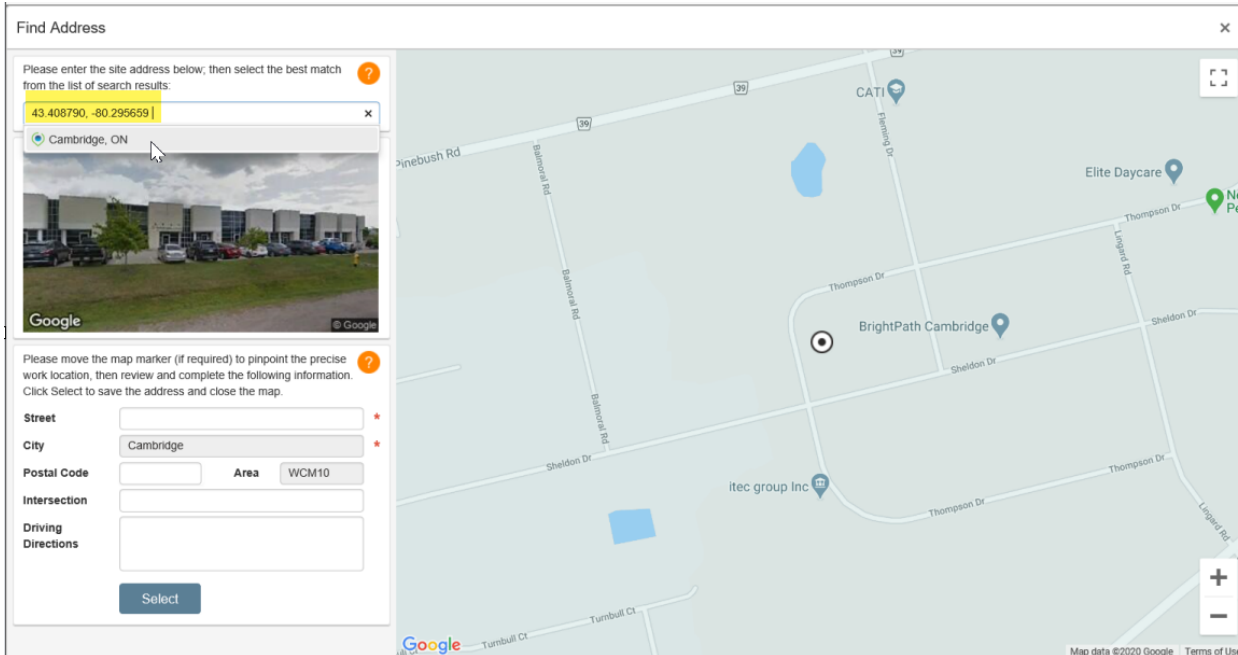 Find Address
×
Please enter the site address below; then select the best match
from the list of search results:
?
43.408790, -80.295659
×
Cambridge, ON
Google
© Google
Please move the map marker (if required) to pinpoint the precise
work location, then review and complete the following information.
Click Select to save the address and close the map.
?
Street
*
City
Cambridge
*
Postal Code
Area
WCM10
Intersection
Driving
Directions
Select
39
39
39
CATI
Fleming Dr
Pinebush Rd
Balmoral Rd
Elite Daycare
Thompson Dr
Lingard Rd
Balmoral Rd
Thompson Dr
BrightPath Cambridge
Sheldon Dr
Sheldon Dr
Balmoral Rd
Sheldon Dr
Thompson Dr
itec group Inc
Thompson Dr
Lingard Rd
Turnbull Ct
Turnbull Ct
Google
+
−
Map data ©2020 Google
Terms of Use